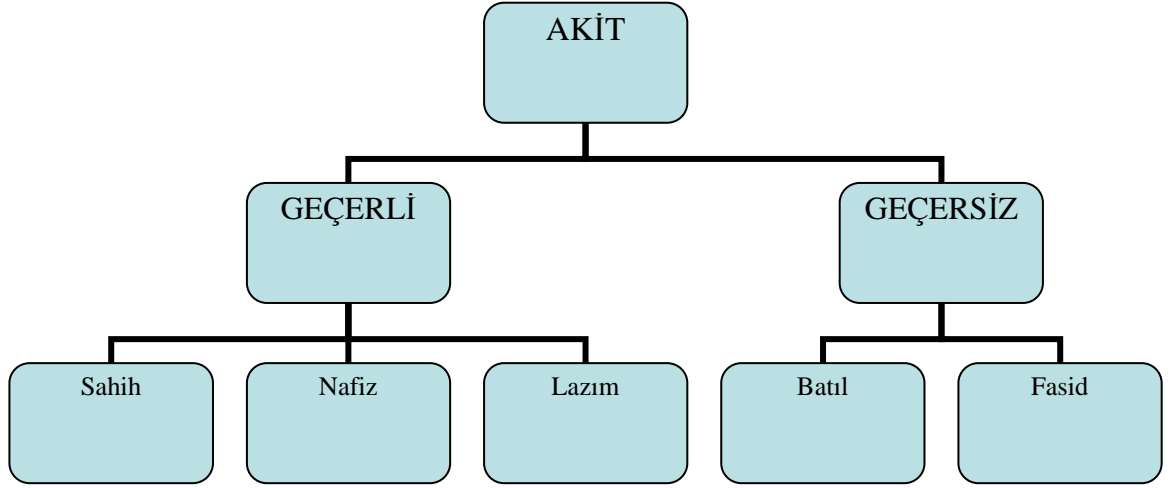 AKİT
GEÇERLİ
GEÇERSİZ
Sahih
Nafiz
Lazım
Batıl
Fasid